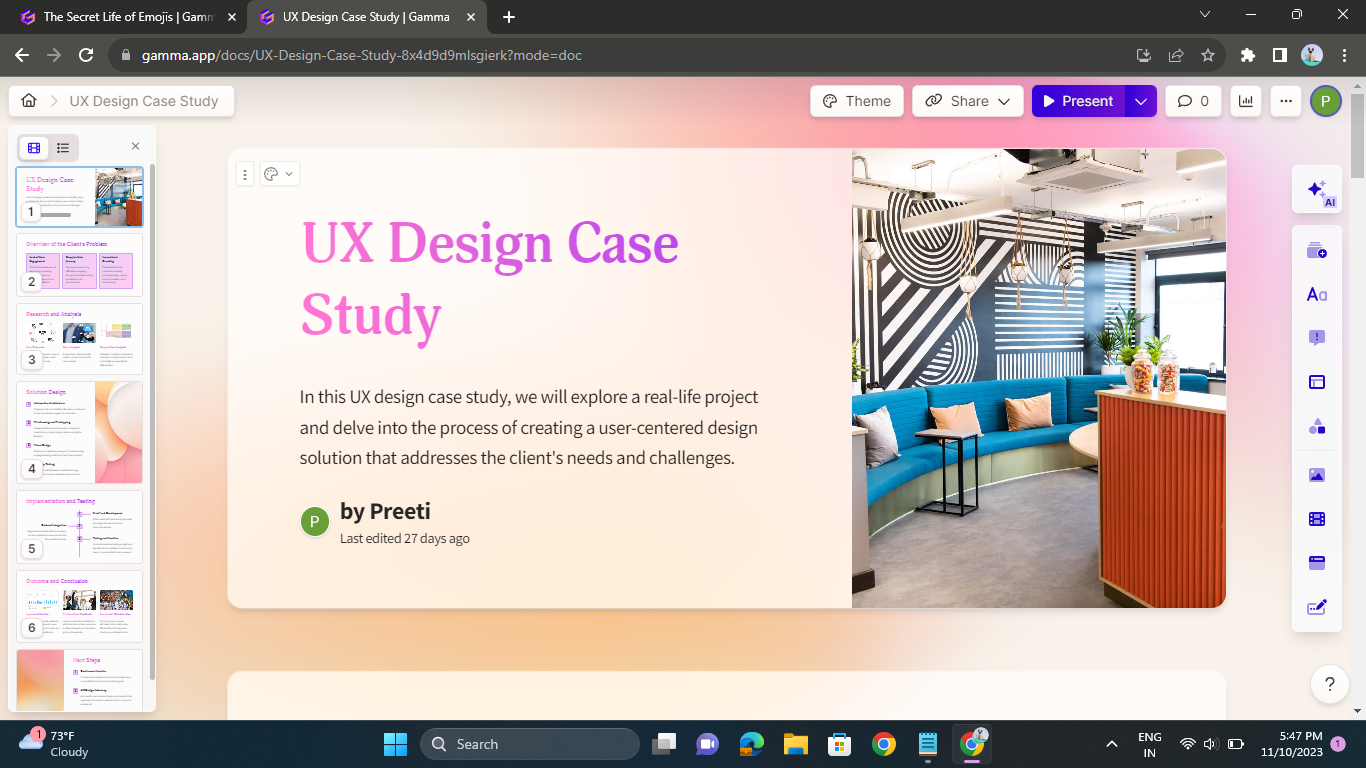 The Secret Life of Emojis | Gamm
UX Design Case Study | Gamma
gamma.app/docs/UX-Design-Case-Study-8x4d9d9mlsgierk?mode=doc
UX Design Case Study
Theme
Share
Present
0
P
UX Design Case
Study
1
Overview of the Client's Problem
2
Research and Analysis
3
Solution Design
4
Implementation and Testing
5
Outcome and Conclusion
6
Next Steps
UX Design Case
Study
In this UX design case study, we will explore a real-life project
and delve into the process of creating a user-centered design
solution that addresses the client's needs and challenges.
P
by Preeti
Last edited 27 days ago
AI
Aa
?
1
73°F
Cloudy
Search
ENG
IN
5:47 PM
11/10/2023
1